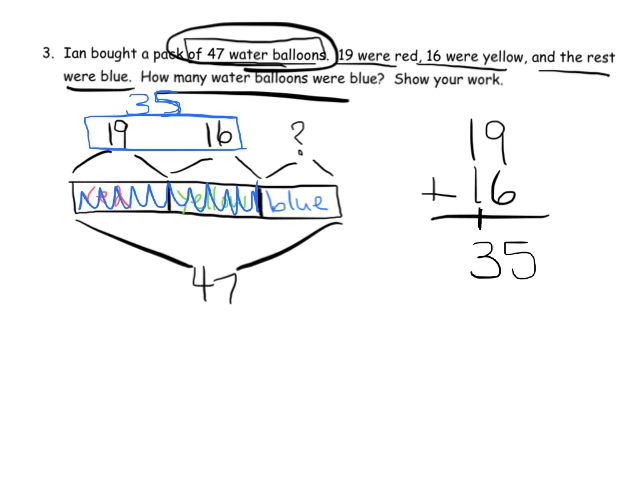 3. Ian bought a pack of 47 water balloons. 19 were red, 16 were yellow, and the rest
were blue. How many water balloons were blue? Show your work.
35
19 16 ?
red yellow blue
47
19
+ 16
1
35